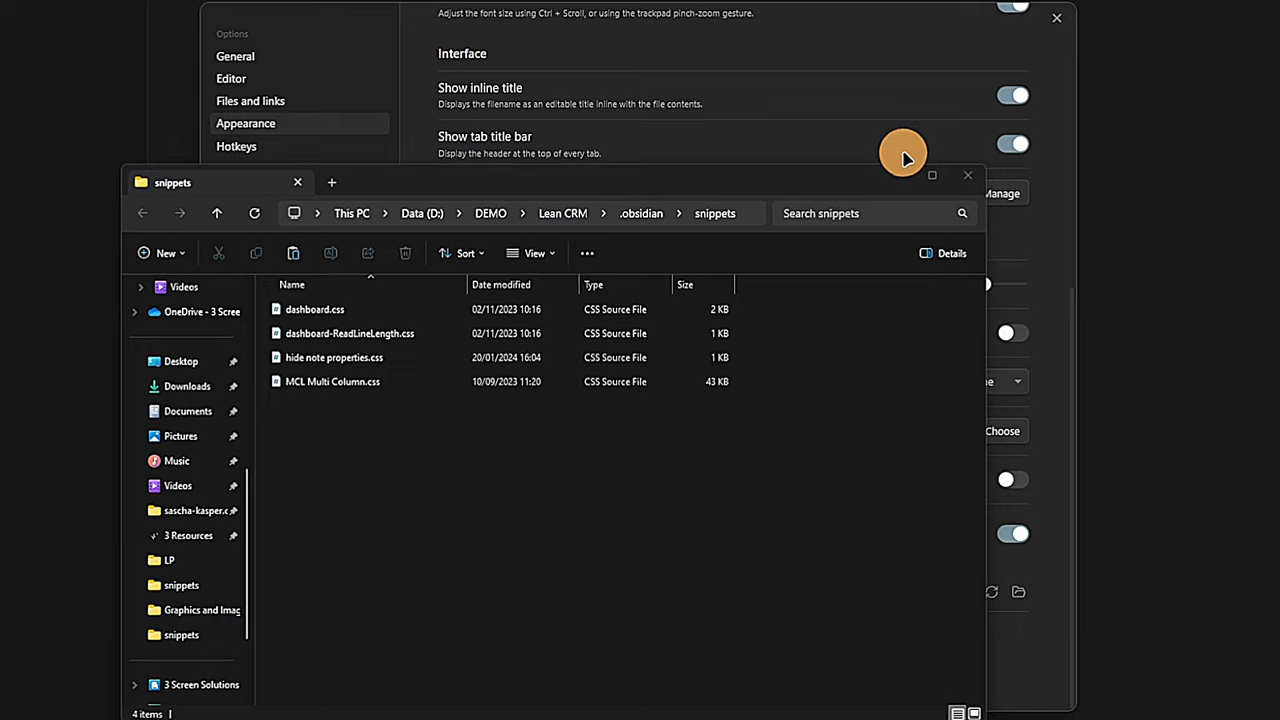 Adjust the font size using Ctrl + Scroll, or using the trackpad pinch-zoom gesture.
Options
General
Editor
Files and links
Appearance
Hotkeys
Interface
Show inline title
Displays the filename as an editable title inline with the file contents.
Show tab title bar
Display the header at the top of every tab.
Manage
snippets
This PC > Data (D:) > DEMO > Lean CRM > .obsidian > snippets
Search snippets
New
Sort
View
Details
Name Date modified Type Size
dashboard.css 02/11/2023 10:16 CSS Source File 2 KB
dashboard-ReadLineLength.css 02/11/2023 10:16 CSS Source File 1 KB
hide note properties.css 20/01/2024 16:04 CSS Source File 1 KB
MCL Multi Column.css 10/09/2023 11:20 CSS Source File 43 KB
Videos
OneDrive - 3 Scree
Desktop
Downloads
Documents
Pictures
Music
Videos
sascha-kasper.c
3 Resources
LP
snippets
Graphics and Imag
snippets
3 Screen Solutions
4 items
Choose